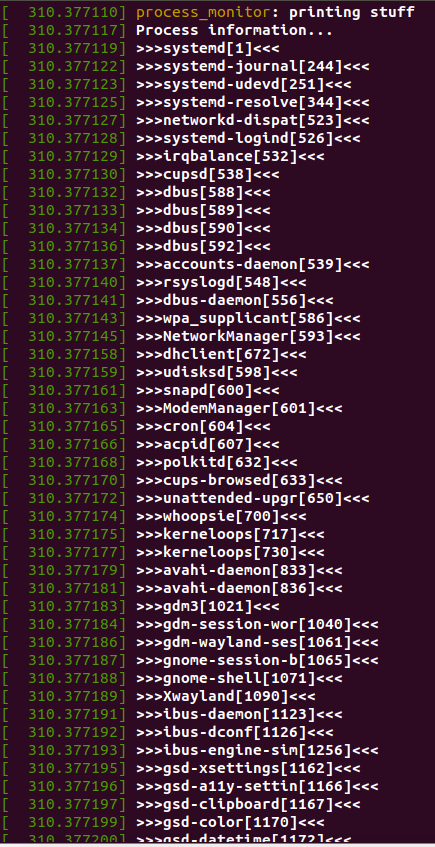 [  310.377110] process_monitor: printing stuff
[  310.377117] Process information...
[  310.377119] >>>systemd[1]<<<
[  310.377122] >>>systemd-journal[244]<<<
[  310.377123] >>>systemd-udevd[251]<<<
[  310.377125] >>>systemd-resolve[344]<<<
[  310.377127] >>>networkd-dispat[523]<<<
[  310.377128] >>>systemd-logind[526]<<<
[  310.377129] >>>irqbalance[532]<<<
[  310.377130] >>>cupsd[538]<<<
[  310.377132] >>>dbus[588]<<<
[  310.377133] >>>dbus[589]<<<
[  310.377134] >>>dbus[590]<<<
[  310.377136] >>>dbus[592]<<<
[  310.377137] >>>accounts-daemon[539]<<<
[  310.377140] >>>rsyslogd[548]<<<
[  310.377141] >>>dbus-daemon[556]<<<
[  310.377143] >>>wpa_supplicant[586]<<<
[  310.377145] >>>NetworkManager[593]<<<
[  310.377158] >>>dhclient[672]<<<
[  310.377159] >>>udisksd[598]<<<
[  310.377161] >>>snapd[600]<<<
[  310.377163] >>>ModemManager[601]<<<
[  310.377165] >>>cron[604]<<<
[  310.377166] >>>acpid[607]<<<
[  310.377168] >>>polkitd[632]<<<
[  310.377170] >>>cups-browsed[633]<<<
[  310.377172] >>>unattended-upgr[650]<<<
[  310.377174] >>>whoopsie[700]<<<
[  310.377175] >>>kerneloops[717]<<<
[  310.377177] >>>kerneloops[730]<<<
[  310.377179] >>>avahi-daemon[833]<<<
[  310.377181] >>>avahi-daemon[836]<<<
[  310.377183] >>>gdm3[1021]<<<
[  310.377184] >>>gdm-session-wor[1040]<<<
[  310.377186] >>>gdm-wayland-ses[1061]<<<
[  310.377187] >>>gnome-session-b[1065]<<<
[  310.377188] >>>gnome-shell[1071]<<<
[  310.377189] >>>Xwayland[1090]<<<
[  310.377191] >>>ibus-daemon[1123]<<<
[  310.377192] >>>ibus-dconf[1126]<<<
[  310.377193] >>>ibus-engine-sim[1256]<<<
[  310.377195] >>>gsd-xsettings[1162]<<<
[  310.377196] >>>gsd-a11y-settin[1166]<<<
[  310.377197] >>>gsd-clipboard[1167]<<<
[  310.377199] >>>gsd-color[1170]<<<
[  310.377200] >>>gsd-datetime[1172]<<<